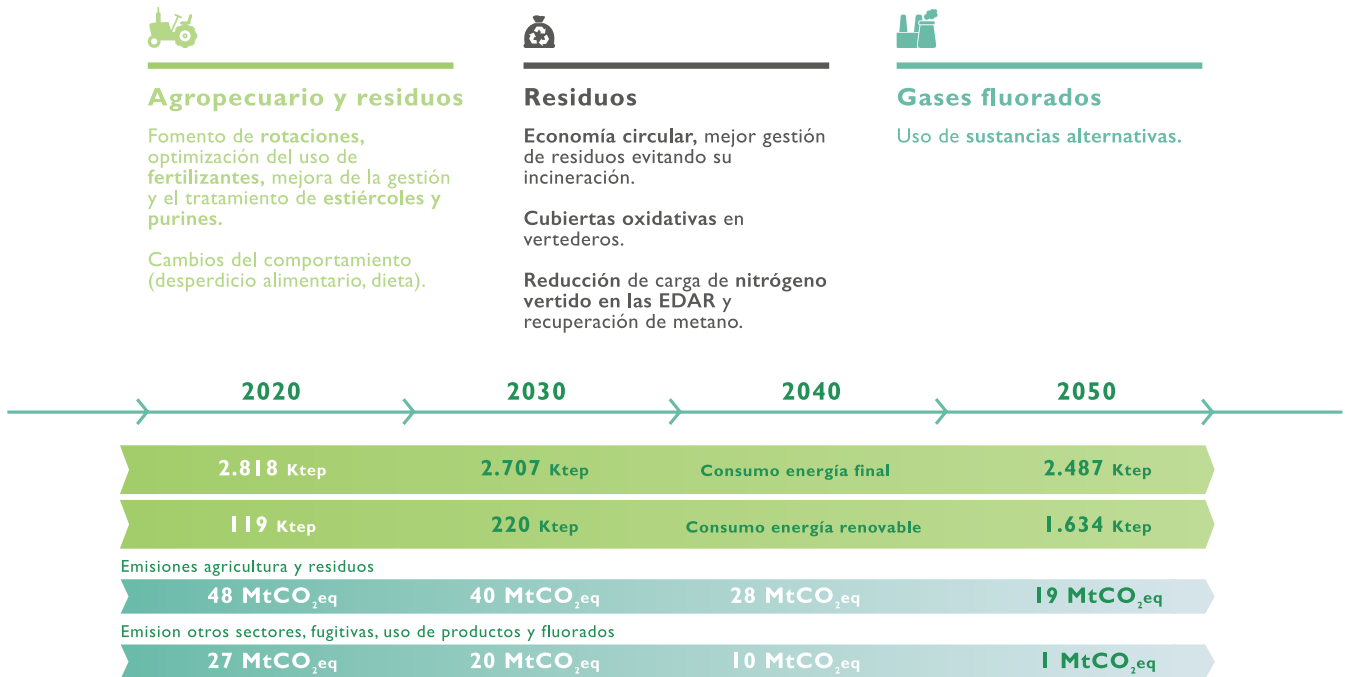 Agropecuario y residuos
Fomento de rotaciones,
optimización del uso de
fertilizantes, mejora de la gestión
y el tratamiento de estiércoles y
purines.
Cambios del comportamiento
(desperdicio alimentario, dieta).
Residuos
Economía circular, mejor gestión
de residuos evitando su
incineración.
Cubiertas oxidativas en
vertederos.
Reducción de carga de nitrógeno
vertido en las EDAR y
recuperación de metano.
Gases fluorados
Uso de sustancias alternativas.
2020 2030 2040 2050
2.818 Ktep 2.707 Ktep Consumo energía final 2.487 Ktep
119 Ktep 220 Ktep Consumo energía renovable 1.634 Ktep
Emisiones agricultura y residuos
48 MtCO₂eq 40 MtCO₂eq 28 MtCO₂eq 19 MtCO₂eq
Emision otros sectores, fugitivas, uso de productos y fluorados
27 MtCO₂eq 20 MtCO₂eq 10 MtCO₂eq 1 MtCO₂eq